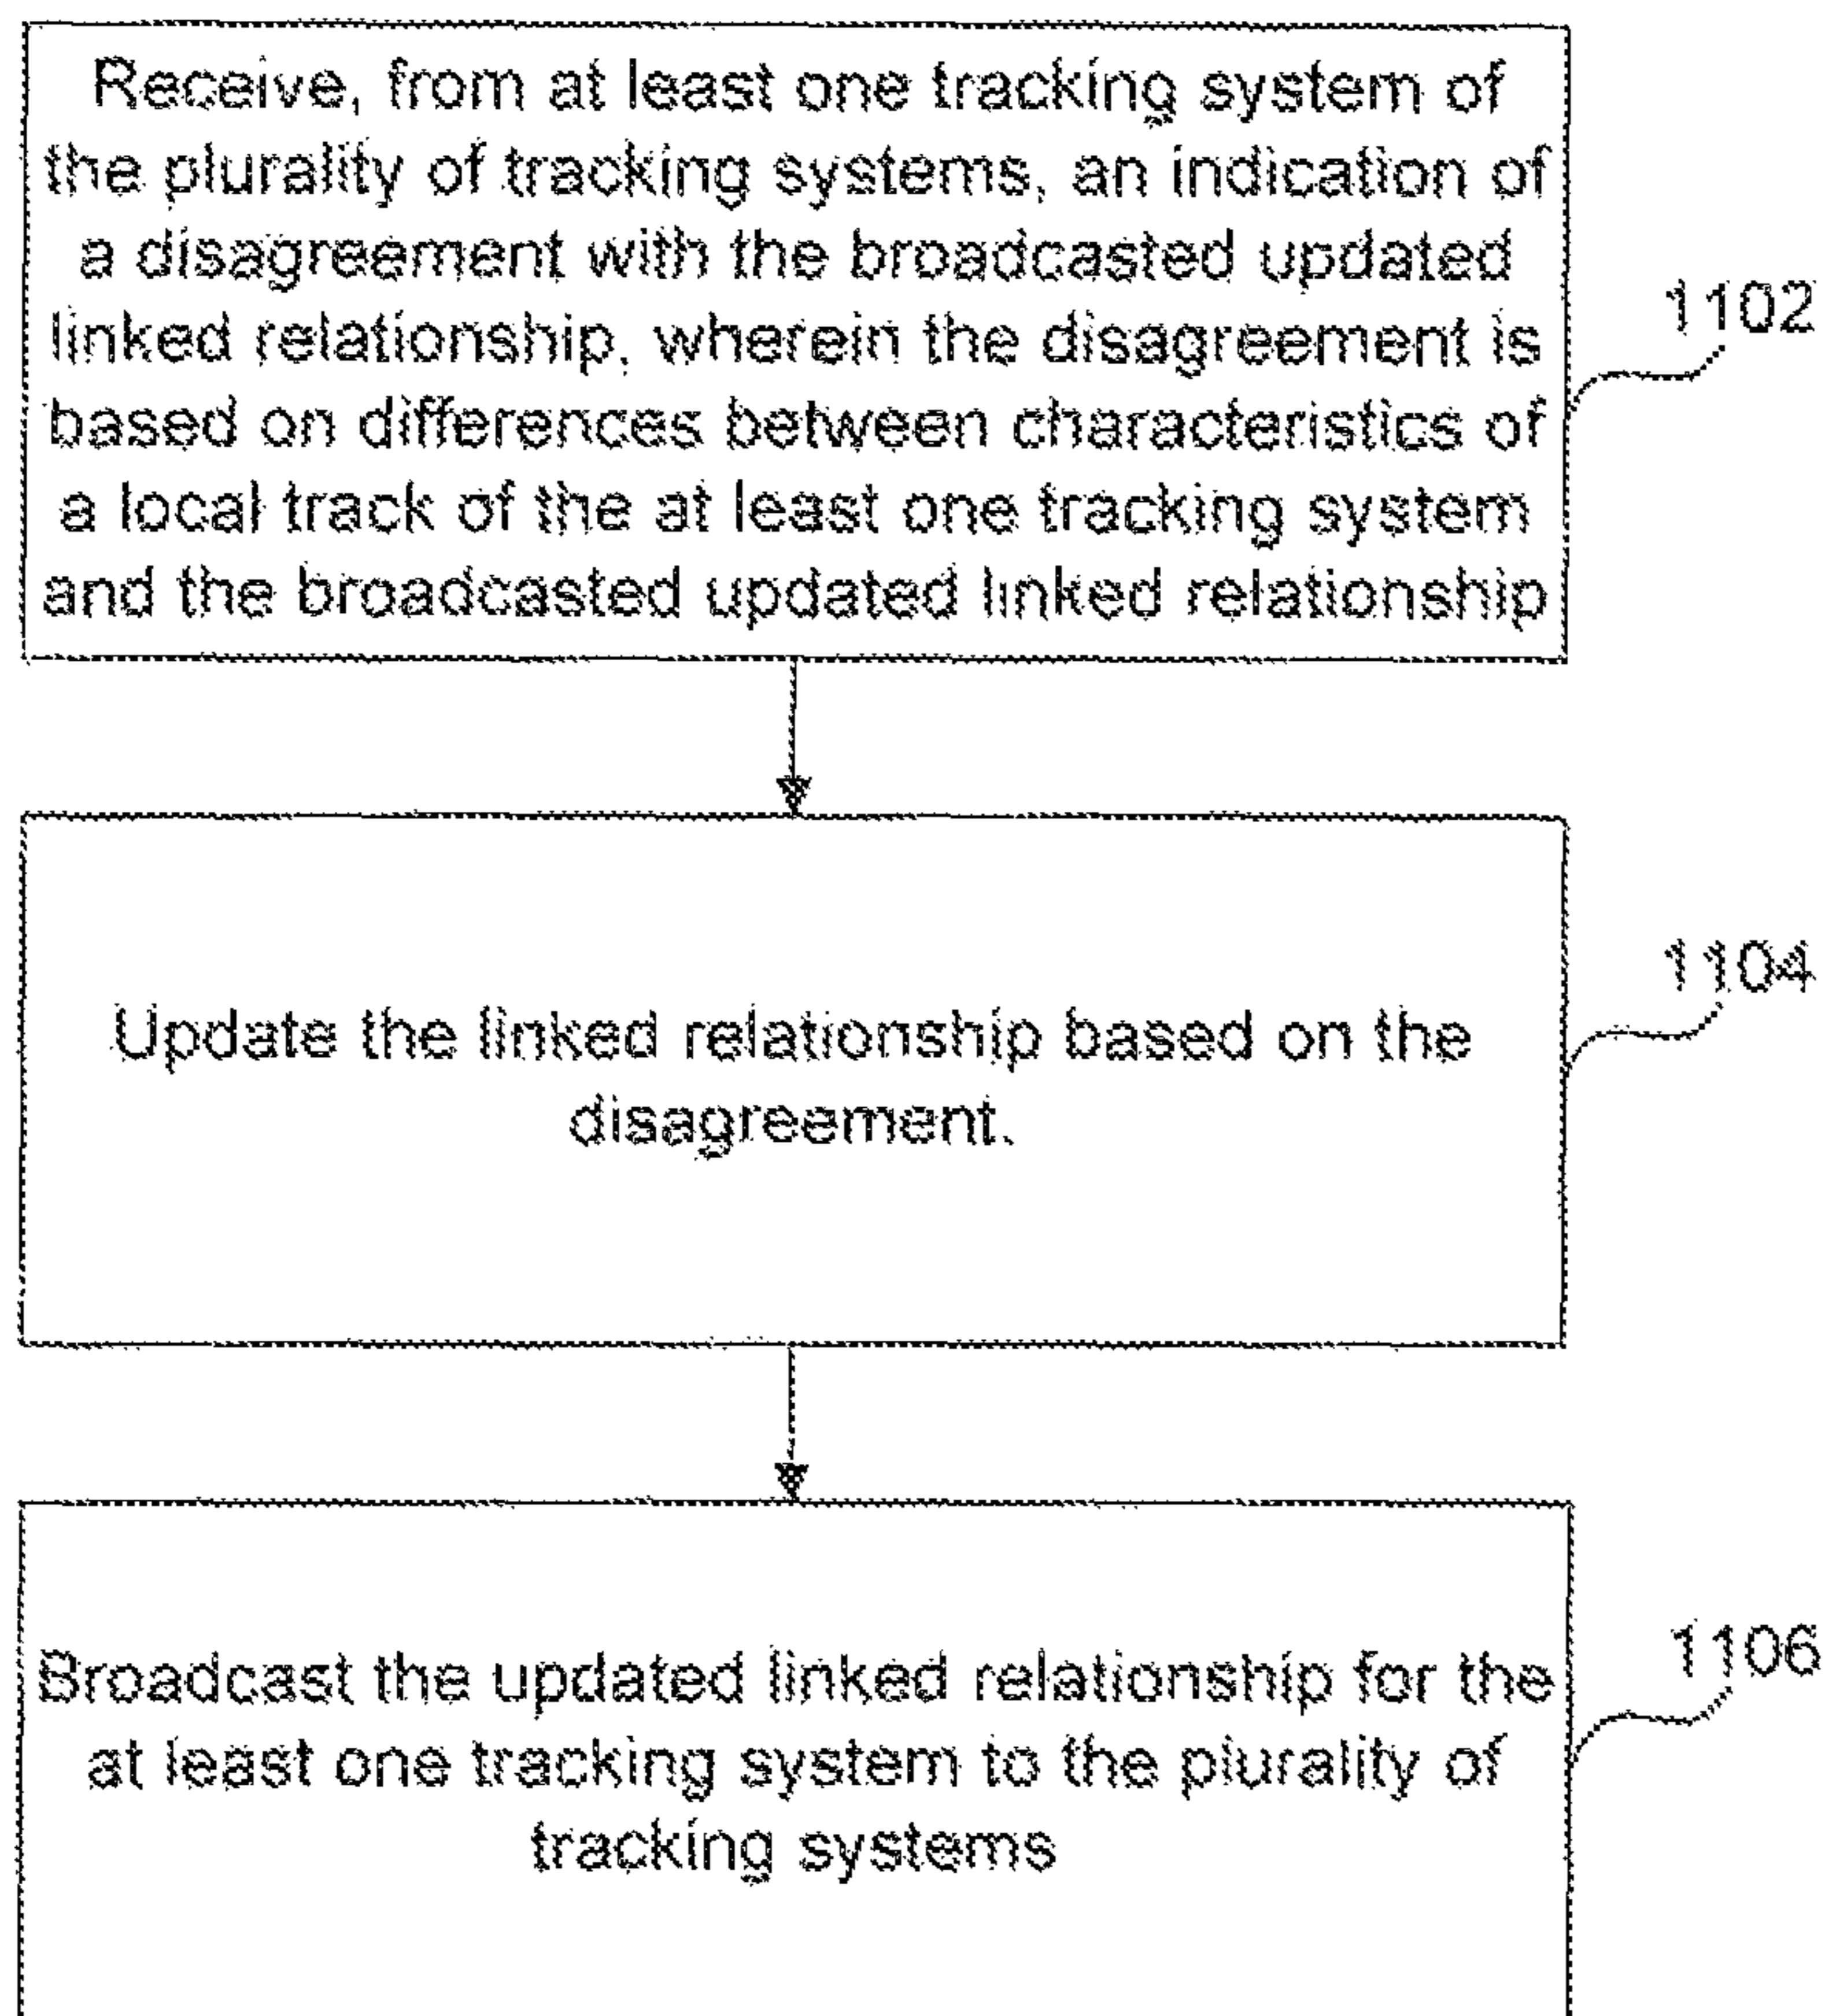 Receive, from at least one tracking system of
the plurality of tracking systems, an indication of
a disagreement with the broadcasted updated
linked relationship, wherein the disagreement is
based on differences between characteristics of
a local track of the at least one tracking system
and the broadcasted updated linked relationship
1102
Update the linked relationship based on the
disagreement.
1104
Broadcast the updated linked relationship for the
at least one tracking system to the plurality of
tracking systems
1106